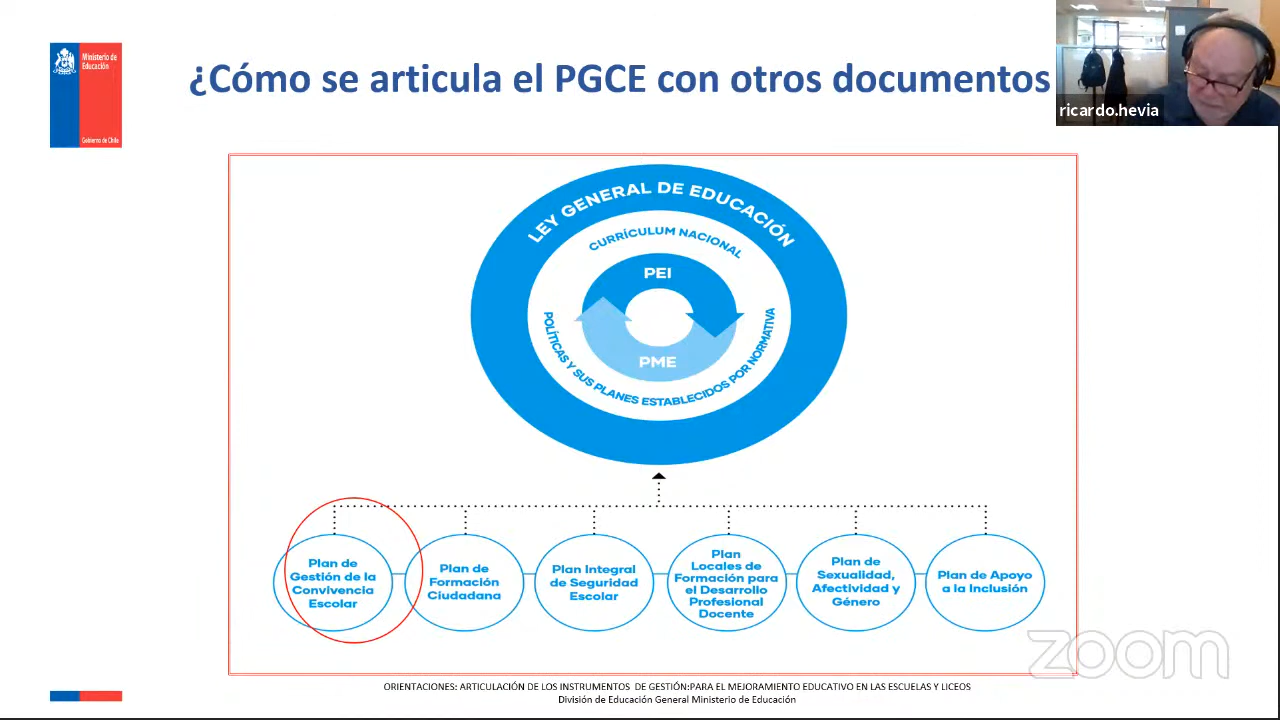 Ministerio de
Educación
Gobierno de Chile
¿Cómo se articula el PGCE con otros documentos
ricardo.hevia
LEY GENERAL DE EDUCACIÓN
CURRÍCULUM NACIONAL
PEI
PME
POLÍTICAS Y SUS PLANES ESTABLECIDOS POR NORMATIVA
Plan de
Gestión de la
Convivencia
Escolar
Plan de
Formación
Ciudadana
Plan Integral
de Seguridad
Escolar
Plan
Locales de
Formación para
el Desarrollo
Profesional
Docente
Plan de
Sexualidad,
Afectividad y
Género
Plan de Apoyo
a la Inclusión
zoom
ORIENTACIONES: ARTICULACIÓN DE LOS INSTRUMENTOS DE GESTIÓN:PARA EL MEJORAMIENTO EDUCATIVO EN LAS ESCUELAS Y LICEOS
División de Educación General Ministerio de Educación